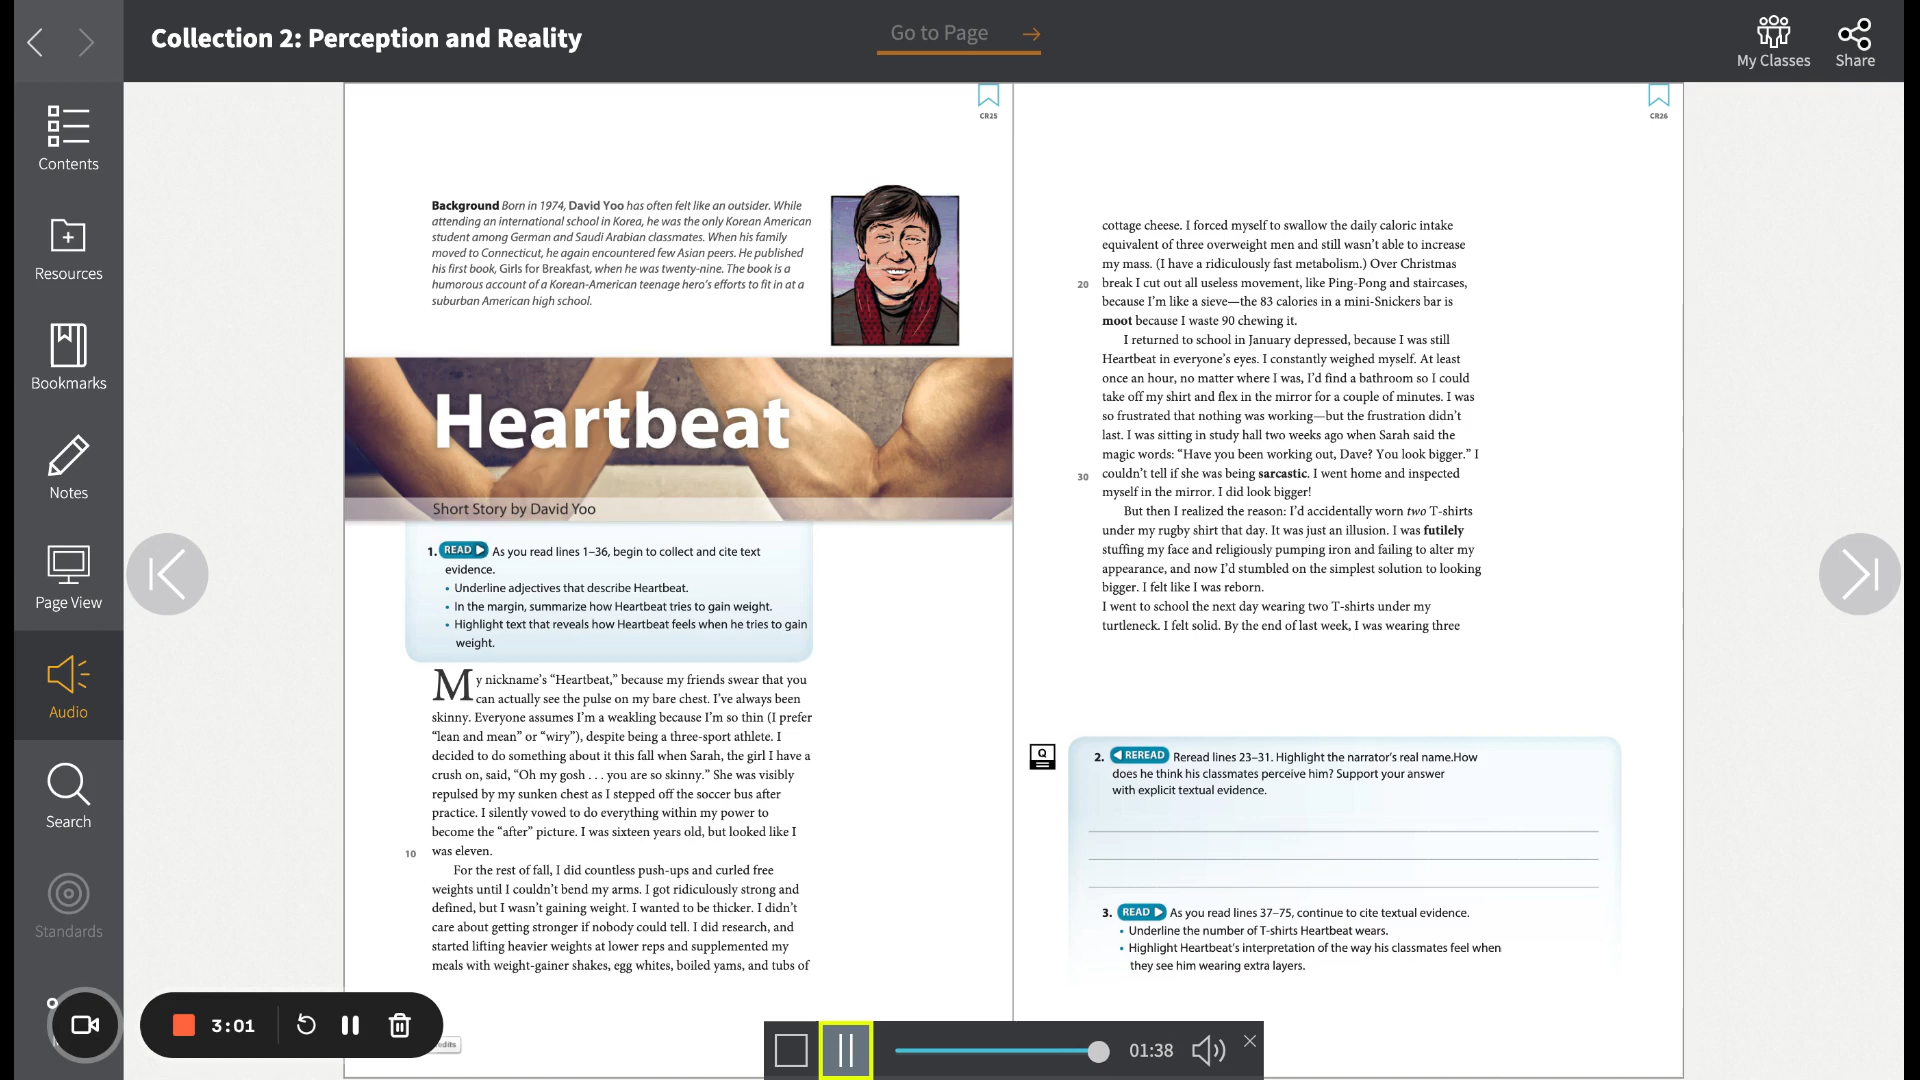 Collection 2: Perception and Reality
Go to Page
My Classes
Share
Contents
Resources
Bookmarks
Notes
Page View
Audio
Search
Standards
CR25
Background Born in 1974, David Yoo has often felt like an outsider. While
attending an international school in Korea, he was the only Korean American
student among German and Saudi Arabian classmates. When his family
moved to Connecticut, he again encountered few Asian peers. He published
his first book, Girls for Breakfast, when he was twenty-nine. The book is a
humorous account of a Korean-American teenage hero's efforts to fit in at a
suburban American high school.
Heartbeat
Short Story by David Yoo
1. READ As you read lines 1–36, begin to collect and cite text
evidence.
• Underline adjectives that describe Heartbeat.
• In the margin, summarize how Heartbeat tries to gain weight.
• Highlight text that reveals how Heartbeat feels when he tries to gain
weight.
My nickname's “Heartbeat,” because my friends swear that you
can actually see the pulse on my bare chest. I've always been
skinny. Everyone assumes I'm a weakling because I'm so thin (I prefer
“lean and mean” or “wiry”), despite being a three-sport athlete. I
decided to do something about it this fall when Sarah, the girl I have a
crush on, said, “Oh my gosh . . . you are so skinny.” She was visibly
repulsed by my sunken chest as I stepped off the soccer bus after
practice. I silently vowed to do everything within my power to
become the “after” picture. I was sixteen years old, but looked like I
10 was eleven.
For the rest of fall, I did countless push-ups and curled free
weights until I couldn't bend my arms. I got ridiculously strong and
defined, but I wasn't gaining weight. I wanted to be thicker. I didn't
care about getting stronger if nobody could tell. I did research, and
started lifting heavier weights at lower reps and supplemented my
meals with weight-gainer shakes, egg whites, boiled yams, and tubs of
CR26
cottage cheese. I forced myself to swallow the daily caloric intake
equivalent of three overweight men and still wasn't able to increase
my mass. (I have a ridiculously fast metabolism.) Over Christmas
20 break I cut out all useless movement, like Ping-Pong and staircases,
because I'm like a sieve—the 83 calories in a mini-Snickers bar is
moot because I waste 90 chewing it.
I returned to school in January depressed, because I was still
Heartbeat in everyone's eyes. I constantly weighed myself. At least
once an hour, no matter where I was, I'd find a bathroom so I could
take off my shirt and flex in the mirror for a couple of minutes. I was
so frustrated that nothing was working—but the frustration didn't
last. I was sitting in study hall two weeks ago when Sarah said the
magic words: “Have you been working out, Dave? You look bigger.” I
30 couldn't tell if she was being sarcastic. I went home and inspected
myself in the mirror. I did look bigger!
But then I realized the reason: I'd accidentally worn two T-shirts
under my rugby shirt that day. It was just an illusion. I was futilely
stuffing my face and religiously pumping iron and failing to alter my
appearance, and now I'd stumbled on the simplest solution to looking
bigger. I felt like I was reborn.
I went to school the next day wearing two T-shirts under my
turtleneck. I felt solid. By the end of last week, I was wearing three
Q
2. REREAD Reread lines 23–31. Highlight the narrator's real name.How
does he think his classmates perceive him? Support your answer
with explicit textual evidence.
3. READ As you read lines 37–75, continue to cite textual evidence.
• Underline the number of T-shirts Heartbeat wears.
• Highlight Heartbeat's interpretation of the way his classmates feel when
they see him wearing extra layers.
3:01
01:38